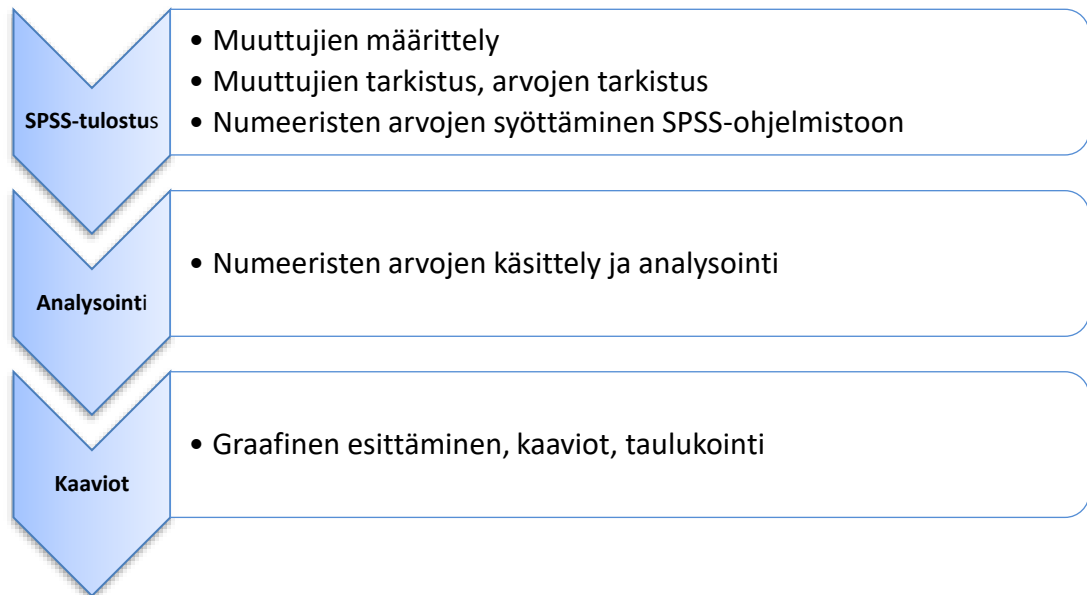 SPSS-tulostus
• Muuttujien määrittely
• Muuttujien tarkistus, arvojen tarkistus
• Numeeristen arvojen syöttäminen SPSS-ohjelmistoon
Analysointi
• Numeeristen arvojen käsittely ja analysointi
Kaaviot
• Graafinen esittäminen, kaaviot, taulukointi